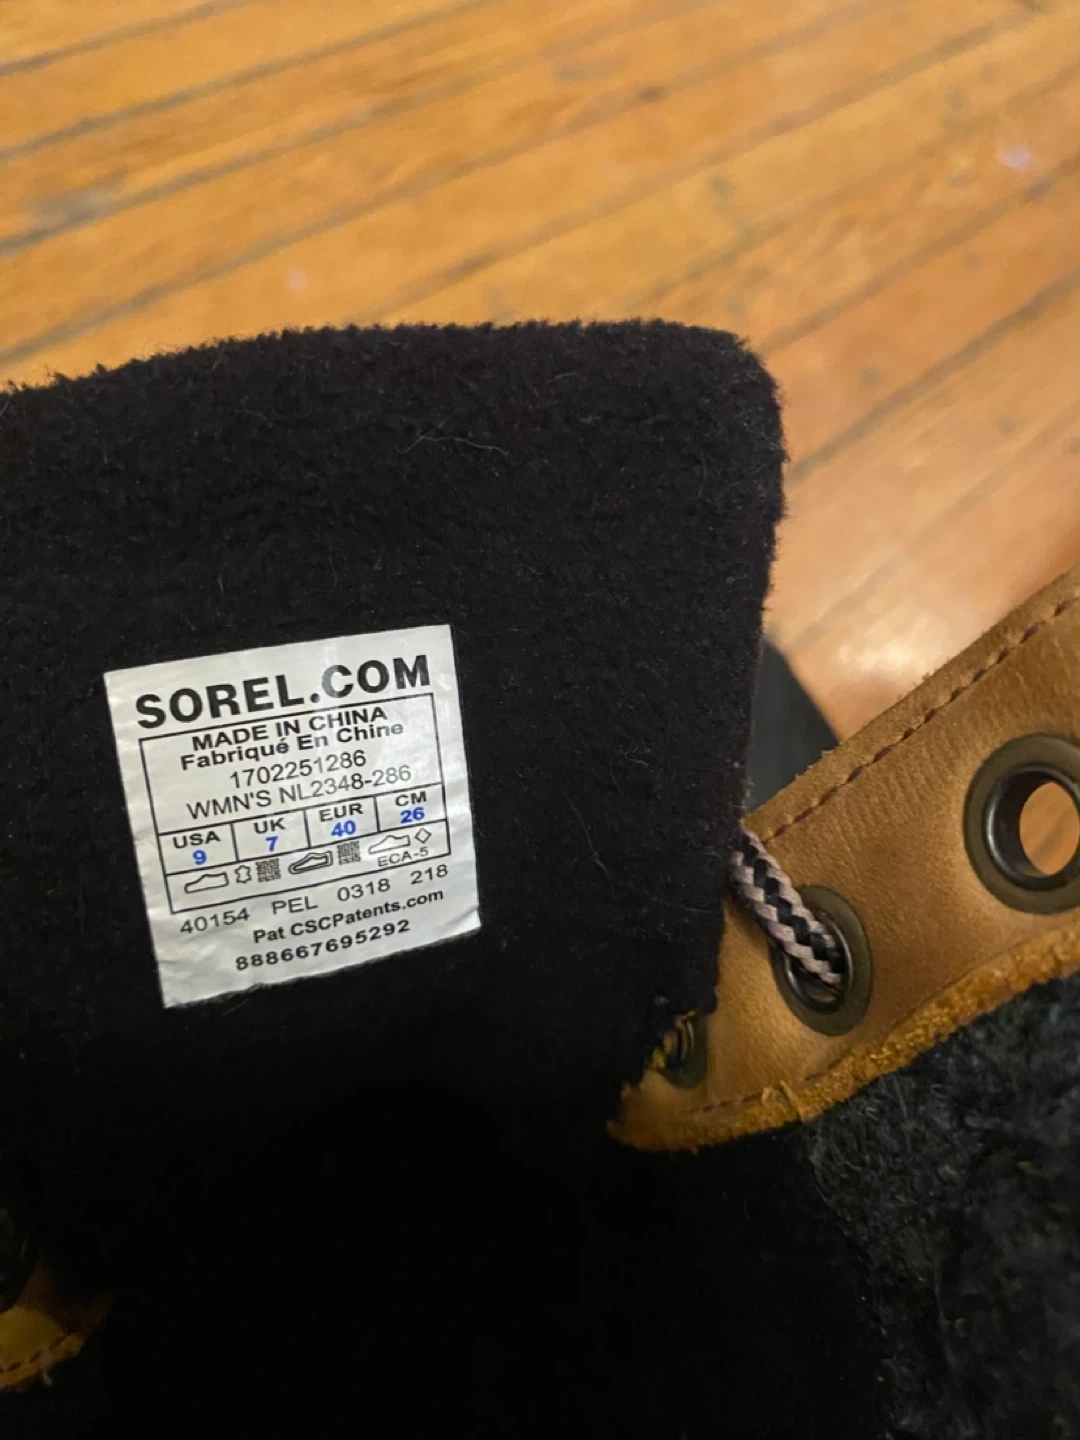 SOREL.COM
MADE IN CHINA
Fabriqué En Chine
1702251286
WMN'S NL2348-286
USA UK EUR CM
9 7 40 26
ECA-5
40154 PEL 0318 218
Pat CSCPatents.com
888667695292